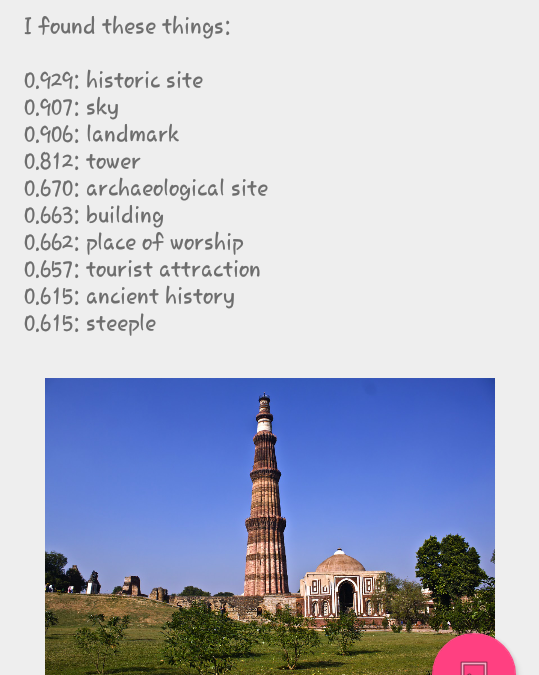 I found these things:
0.929: historic site
0.907: sky
0.906: landmark
0.812: tower
0.670: archaeological site
0.663: building
0.662: place of worship
0.657: tourist attraction
0.615: ancient history
0.615: steeple